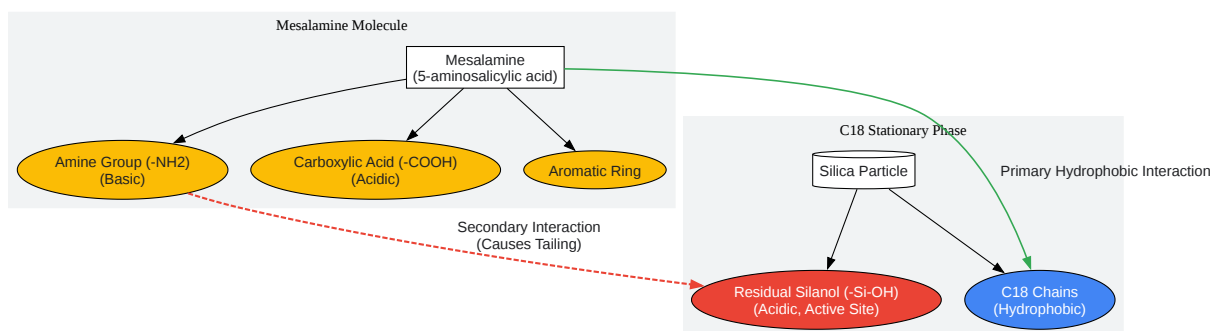 Mesalamine Molecule
Mesalamine
(5-aminosalicylic acid)
Amine Group (-NH2)
(Basic)
Carboxylic Acid (-COOH)
(Acidic)
Aromatic Ring
C18 Stationary Phase
Silica Particle
Primary Hydrophobic Interaction
Secondary Interaction
(Causes Tailing)
Residual Silanol (-Si-OH)
(Acidic, Active Site)
C18 Chains
(Hydrophobic)